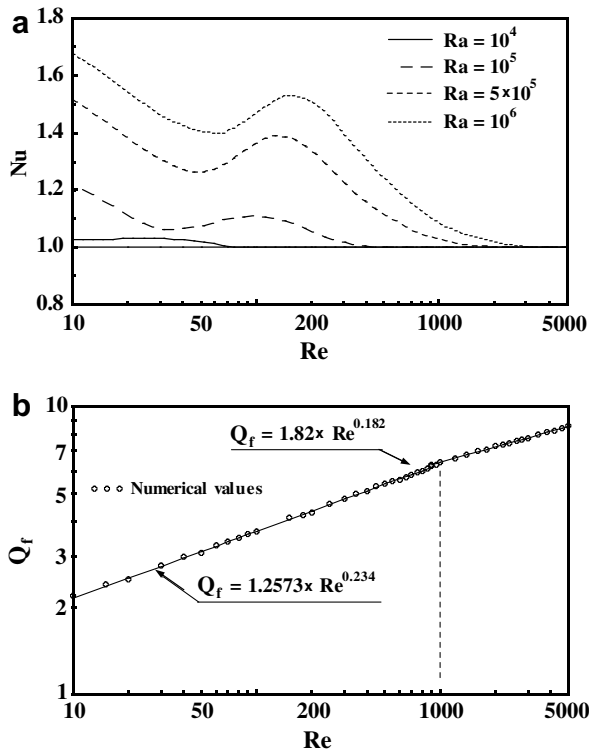 a
Ra = 10⁴
Ra = 10⁵
Ra = 5×10⁵
Ra = 10⁶
Nu
1.8
1.6
1.4
1.2
1.0
0.8
10 50 200 1000 5000
Re
b
Q_f = 1.82× Re^0.182
Numerical values
Q_f = 1.2573× Re^0.234
Q_f
10
7
5
3
2
1
10 50 200 1000 5000
Re